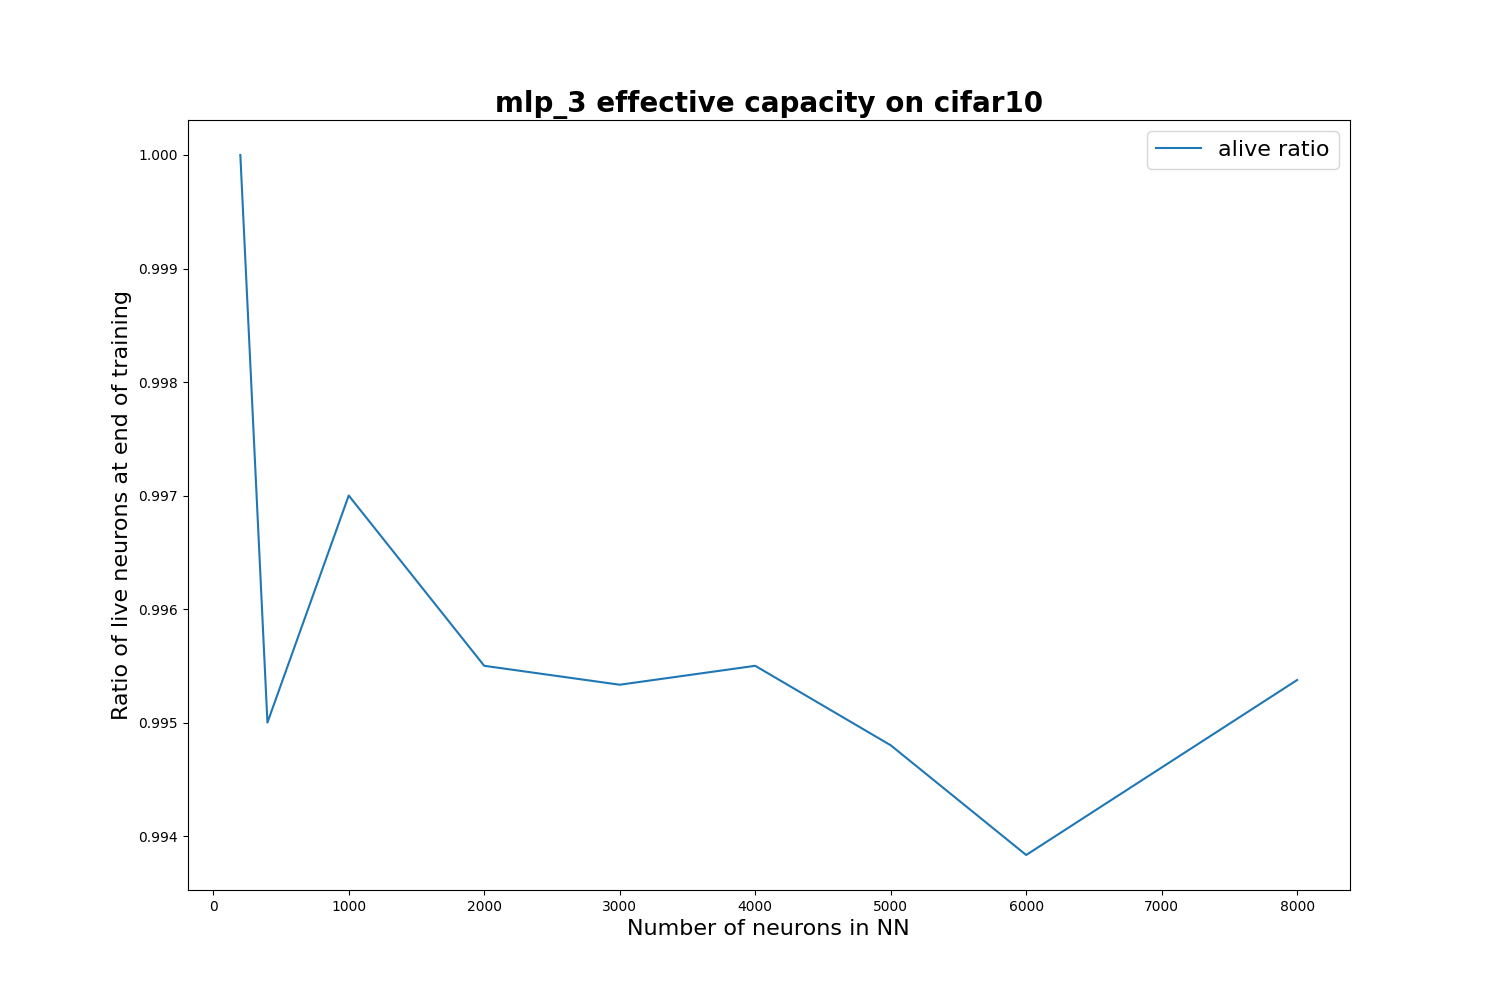 mlp_3 effective capacity on cifar10
alive ratio
Ratio of live neurons at end of training
1.000
0.999
0.998
0.997
0.996
0.995
0.994
0 1000 2000 3000 4000 5000 6000 7000 8000
Number of neurons in NN